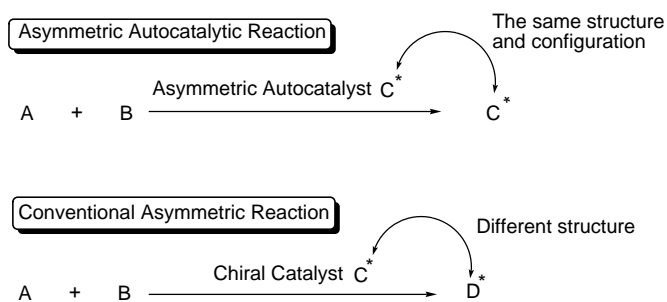 Asymmetric Autocatalytic Reaction
The same structure
and configuration
Asymmetric Autocatalyst C*
A + B C*
Conventional Asymmetric Reaction
Different structure
Chiral Catalyst C*
A + B D*